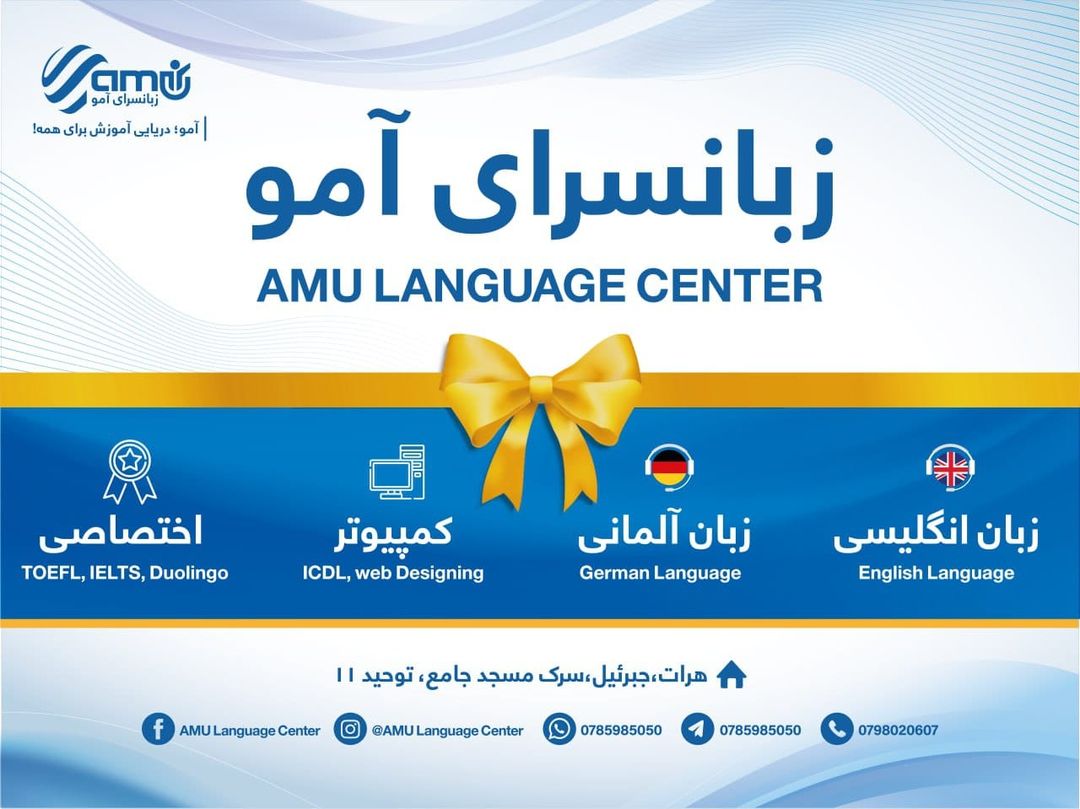 amu
زبانسرای آمو
آمو؛ دریایی آموزش برای همه!
زبانسرای آمو
AMU LANGUAGE CENTER
زبان انگلیسی
English Language
زبان آلمانی
German Language
کمپیوتر
ICDL, web Designing
اختصاصی
TOEFL, IELTS, Duolingo
هرات،جبرئیل،سرک مسجد جامع، توحید ۱۱
AMU Language Center @AMU Language Center 0785985050 0785985050 0798020607